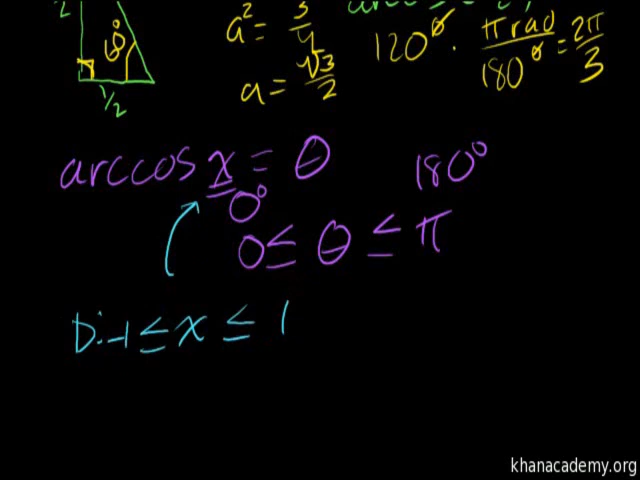 60°
1/2
a² = 3/4
a = √3/2
120° · π rad/180° = 2π/3
arccos x = θ
180°
0°
0 ≤ θ ≤ π
D: -1 ≤ x ≤ 1
khanacademy.org